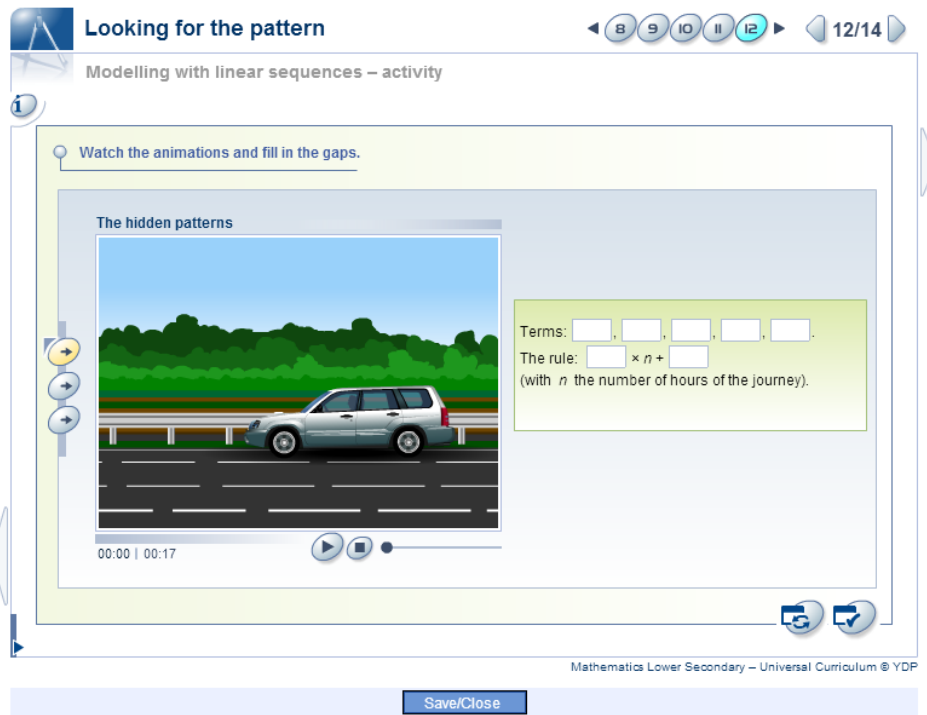 Looking for the pattern
8 9 10 11 12
12/14
Modelling with linear sequences – activity
i
Watch the animations and fill in the gaps.
The hidden patterns
Terms: , , , , .
The rule: × n +
(with n the number of hours of the journey).
00:00 | 00:17
Mathematics Lower Secondary – Universal Curriculum © YDP
Save/Close